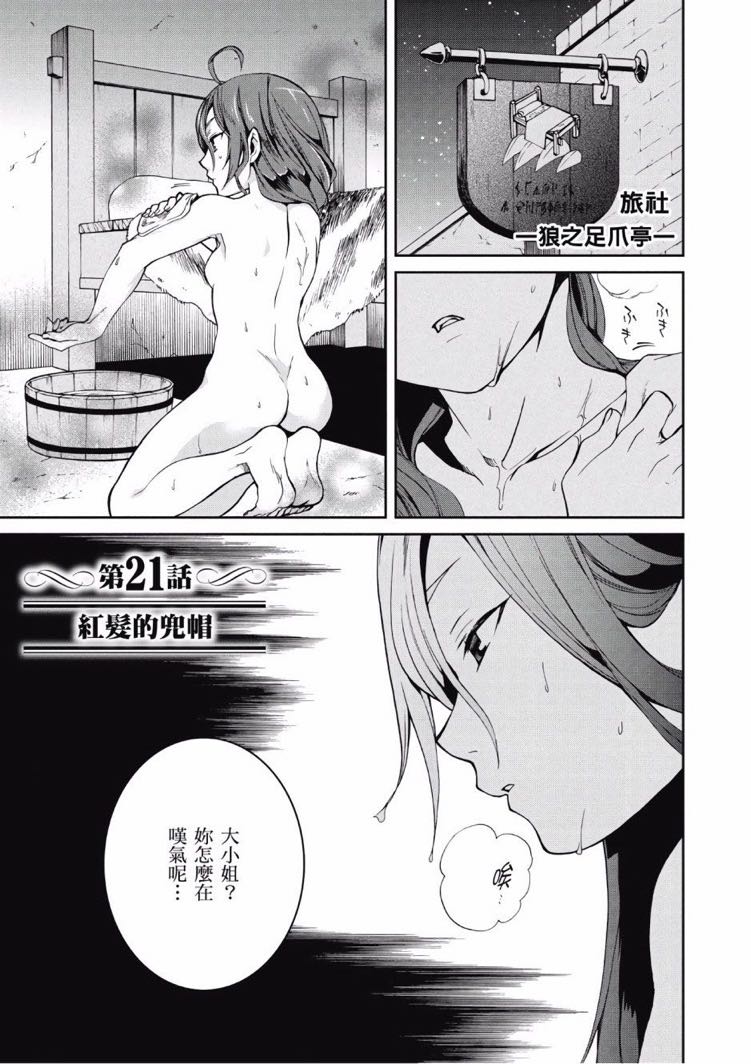 旅社
—狼之足爪亭—
ふき
ふき
第21話
紅髮的兜帽
唉…
大小姐？
妳怎麼在
嘆氣呢…